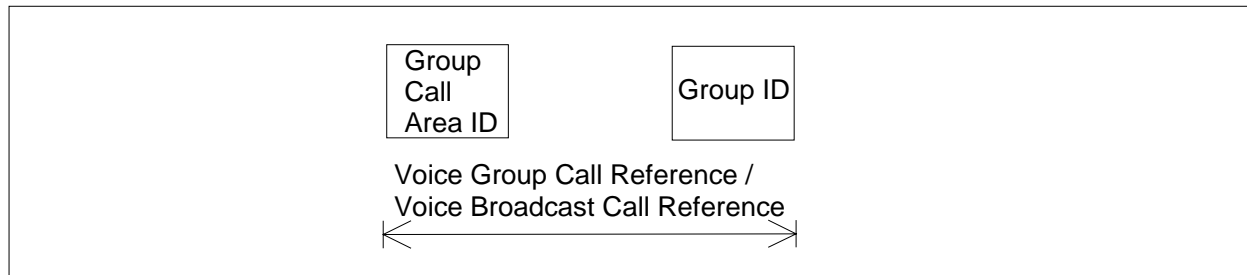 Group
Call
Area ID
Group ID
Voice Group Call Reference /
Voice Broadcast Call Reference